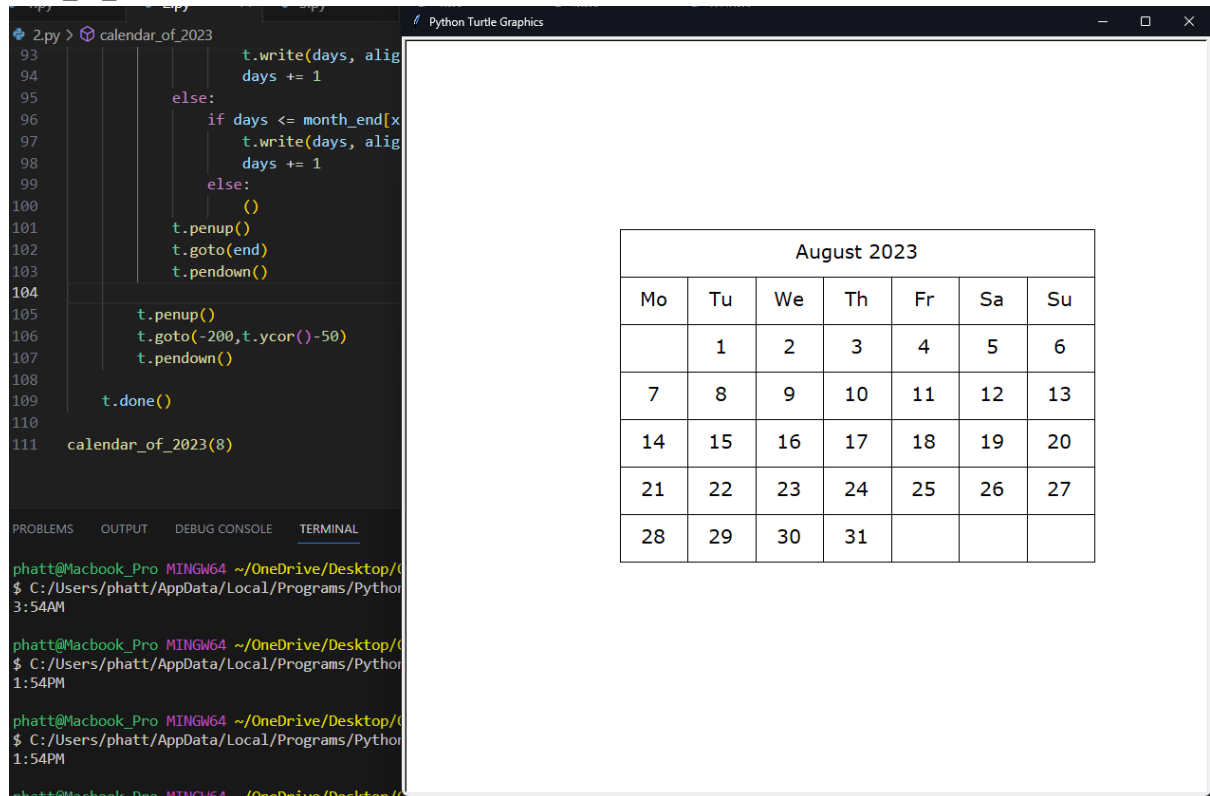 2.py > calendar_of_2023
93 t.write(days, alig
94 days += 1
95 else:
96 if days <= month_end[x
97 t.write(days, alig
98 days += 1
99 else:
100 ()
101 t.penup()
102 t.goto(end)
103 t.pendown()
104
105 t.penup()
106 t.goto(-200,t.ycor()-50)
107 t.pendown()
108
109 t.done()
110
111 calendar_of_2023(8)
PROBLEMS OUTPUT DEBUG CONSOLE TERMINAL
phatt@Macbook_Pro MINGW64 ~/OneDrive/Desktop/
$ C:/Users/phatt/AppData/Local/Programs/Python
3:54AM
phatt@Macbook_Pro MINGW64 ~/OneDrive/Desktop/
$ C:/Users/phatt/AppData/Local/Programs/Python
1:54PM
phatt@Macbook_Pro MINGW64 ~/OneDrive/Desktop/
$ C:/Users/phatt/AppData/Local/Programs/Python
1:54PM
phatt@Macbook_Pro MINGW64 ~/OneDrive/Desktop/
Python Turtle Graphics
August 2023
Mo Tu We Th Fr Sa Su
1 2 3 4 5 6
7 8 9 10 11 12 13
14 15 16 17 18 19 20
21 22 23 24 25 26 27
28 29 30 31